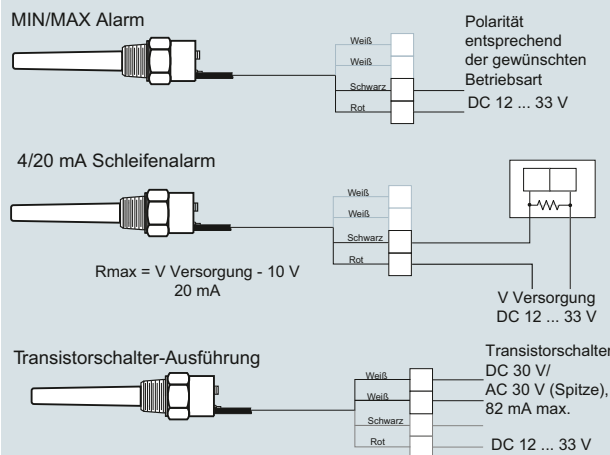 MIN/MAX Alarm
Weiß
Weiß
Schwarz
Rot
Polarität
entsprechend
der gewünschten
Betriebsart
DC 12 ... 33 V
4/20 mA Schleifenalarm
Weiß
Weiß
Schwarz
Rot
Rmax = V Versorgung - 10 V
20 mA
V Versorgung
DC 12 ... 33 V
Transistorschalter-Ausführung
Weiß
Weiß
Schwarz
Rot
Transistorschalter
DC 30 V/
AC 30 V (Spitze),
82 mA max.
DC 12 ... 33 V